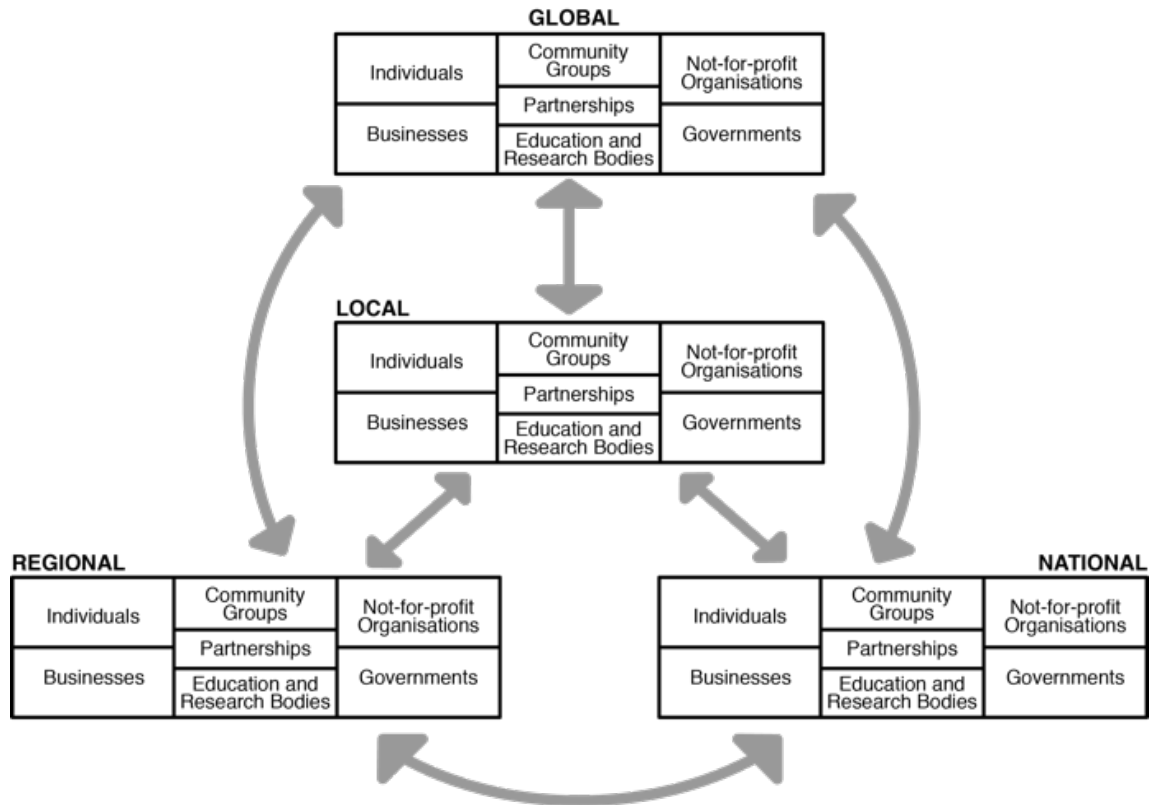 GLOBAL
Individuals
Businesses
Community
Groups
Partnerships
Education and
Research Bodies
Not-for-profit
Organisations
Governments
LOCAL
Individuals
Businesses
Community
Groups
Partnerships
Education and
Research Bodies
Not-for-profit
Organisations
Governments
REGIONAL
Individuals
Businesses
Community
Groups
Partnerships
Education and
Research Bodies
Not-for-profit
Organisations
Governments
NATIONAL
Individuals
Businesses
Community
Groups
Partnerships
Education and
Research Bodies
Not-for-profit
Organisations
Governments